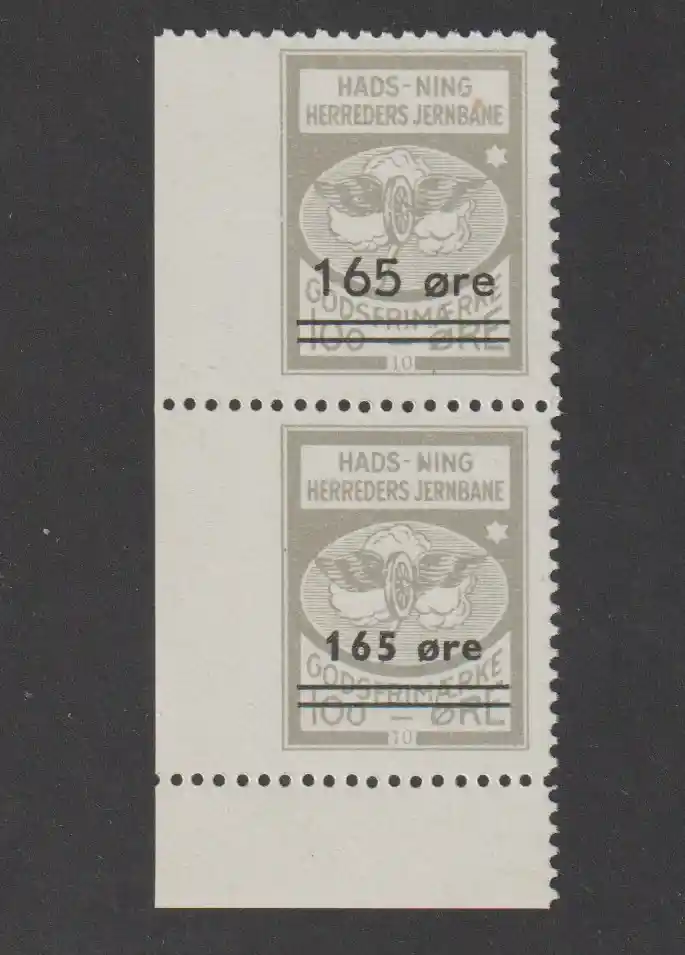 HADS-NING
HERREDERS JERNBANE
165 øre
GODSFRIMÆRKE
100 - ØRE
10
HADS-NING
HERREDERS JERNBANE
165 øre
GODSFRIMÆRKE
100 - ØRE
10